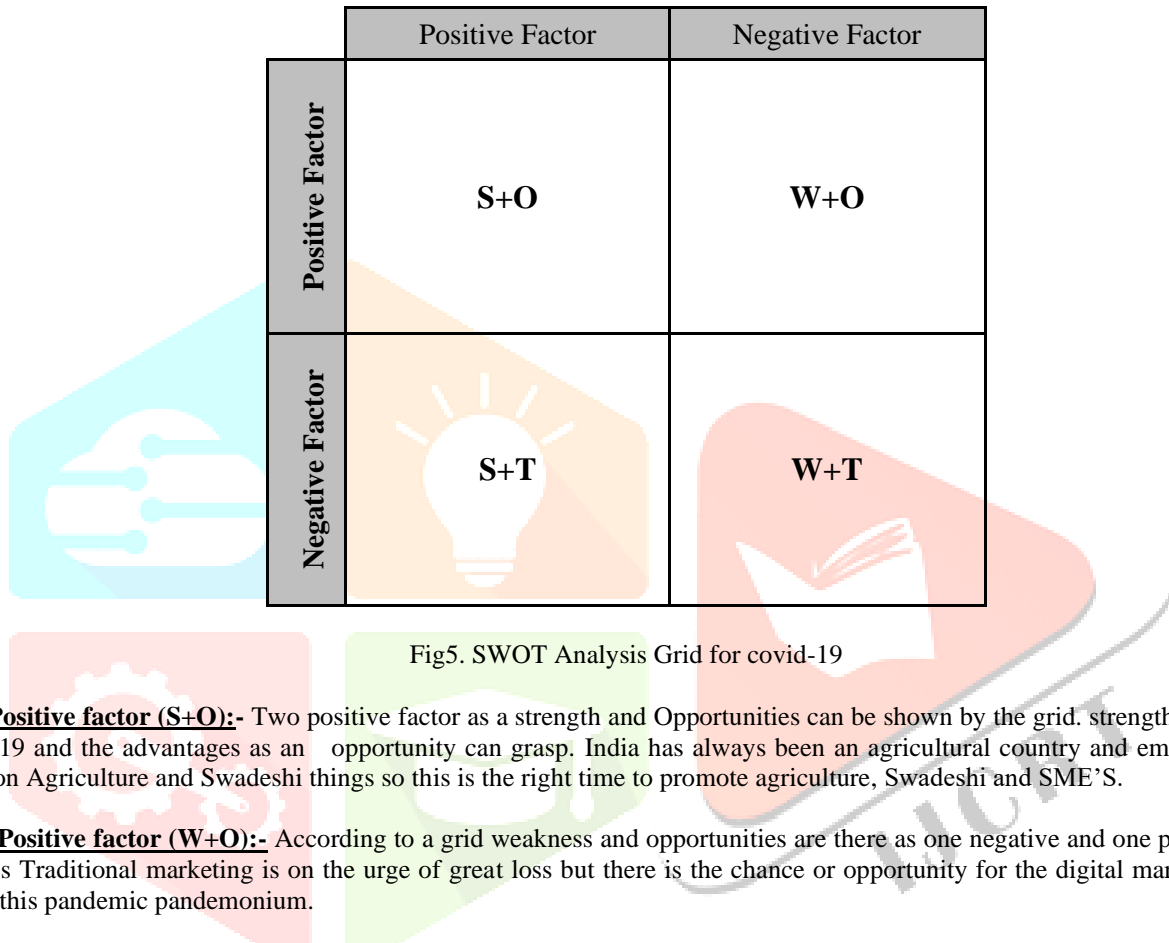 Positive Factor Negative Factor
Positive Factor
S+O W+O
Negative Factor
S+T W+T
Fig5. SWOT Analysis Grid for covid-19
Positive factor (S+O):- Two positive factor as a strength and Opportunities can be shown by the grid. strength
19 and the advantages as an opportunity can grasp. India has always been an agricultural country and em
on Agriculture and Swadeshi things so this is the right time to promote agriculture, Swadeshi and SME'S.
Positive factor (W+O):- According to a grid weakness and opportunities are there as one negative and one p
s Traditional marketing is on the urge of great loss but there is the chance or opportunity for the digital mar
this pandemic pandemonium.
IJCRT